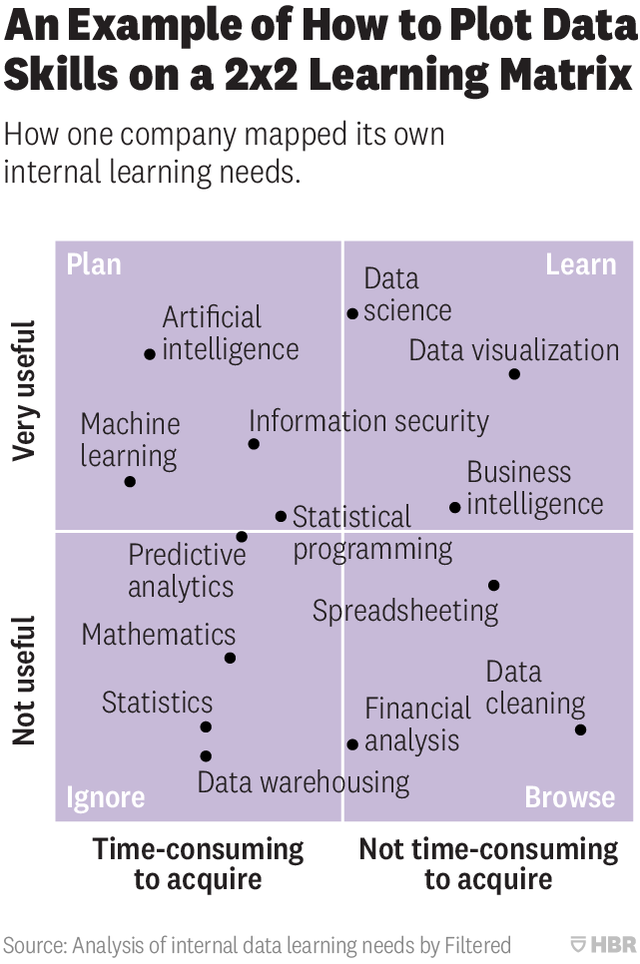 An Example of How to Plot Data
Skills on a 2x2 Learning Matrix
How one company mapped its own
internal learning needs.
Plan
Learn
Data
science
Artificial
intelligence
Data visualization
Machine
learning
Information security
Business
intelligence
Statistical
programming
Predictive
analytics
Spreadsheeting
Mathematics
Data
cleaning
Statistics
Financial
analysis
Data warehousing
Ignore
Browse
Very useful
Not useful
Time-consuming
to acquire
Not time-consuming
to acquire
Source: Analysis of internal data learning needs by Filtered
HBR